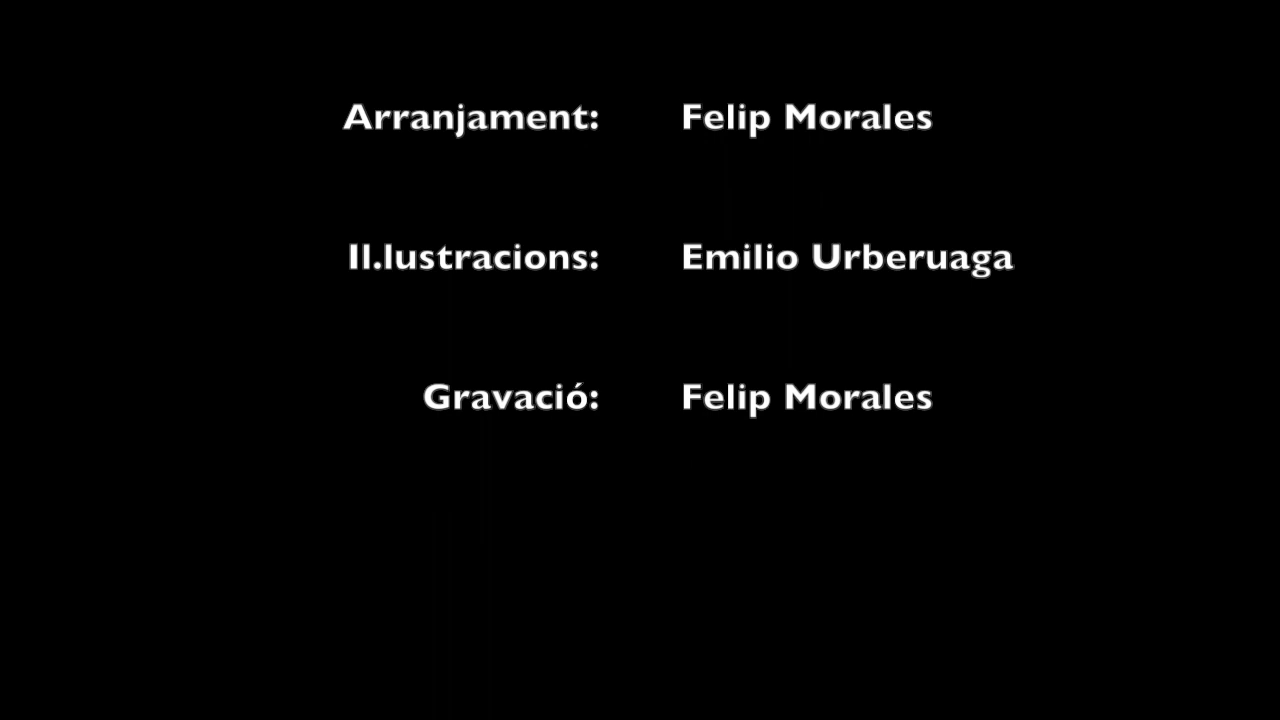 Arranjament: Felip Morales
Il.lustracions: Emilio Urberuaga
Gravació: Felip Morales